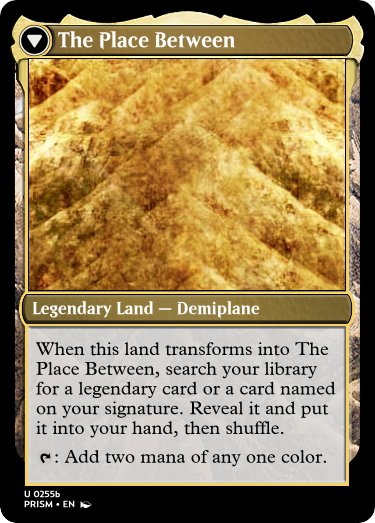 The Place Between
Legendary Land — Demiplane
When this land transforms into The
Place Between, search your library
for a legendary card or a card named
on your signature. Reveal it and put
it into your hand, then shuffle.
: Add two mana of any one color.
U 0255b
PRISM • EN